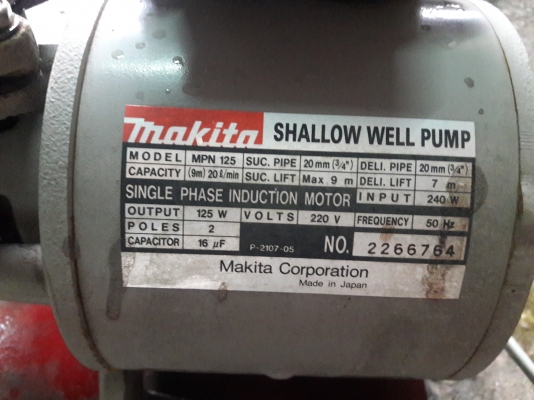 makita SHALLOW WELL PUMP
MODEL MPN 125 SUC. PIPE 20 mm (3/4") DELI. PIPE 20 mm (3/4")
CAPACITY (9m) 20ℓ/min SUC. LIFT Max 9 m DELI. LIFT 7 m
SINGLE PHASE INDUCTION MOTOR INPUT 240 W
OUTPUT 125 W VOLTS 220 V FREQUENCY 50 Hz
POLES 2
CAPACITOR 16 µF P-2107-05 NO. 2266764
Makita Corporation
Made in Japan